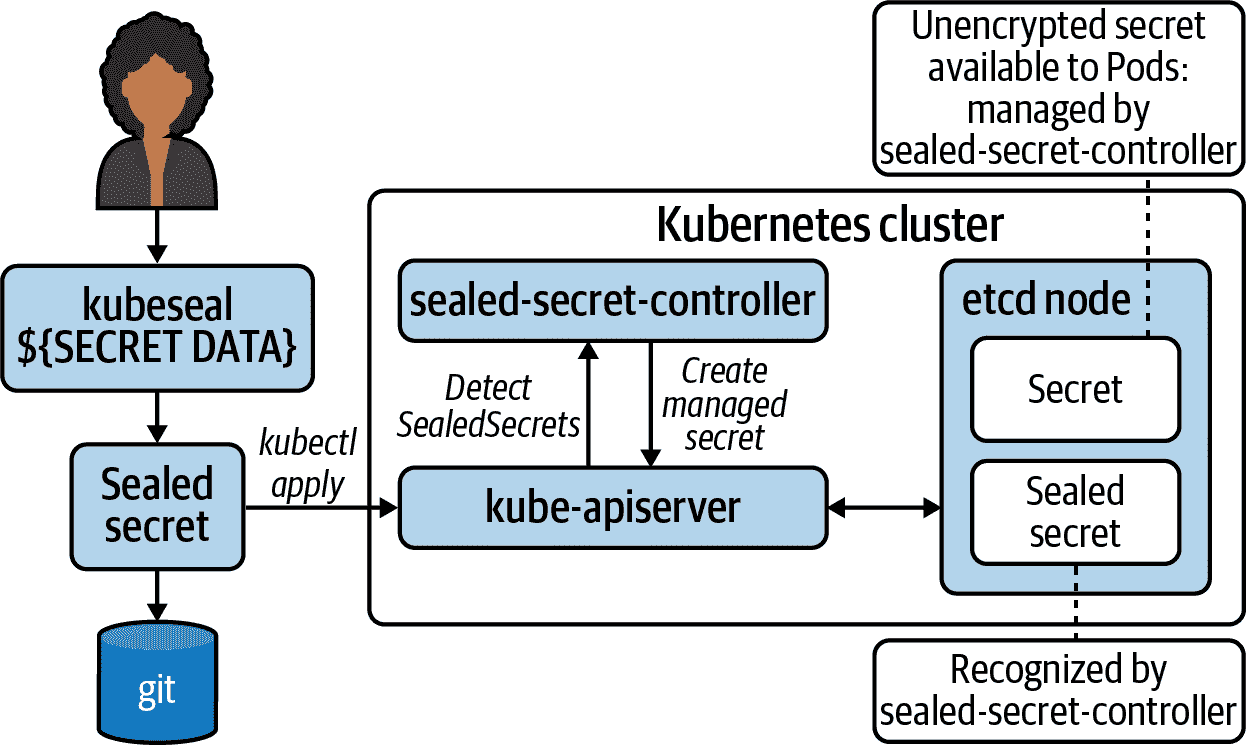 Unencrypted secret
available to Pods:
managed by
sealed-secret-controller
Kubernetes cluster
kubeseal
${SECRET DATA}
sealed-secret-controller
etcd node
Detect
SealedSecrets
Create
managed
secret
Secret
Sealed
secret
kubectl
apply
kube-apiserver
Sealed
secret
git
Recognized by
sealed-secret-controller